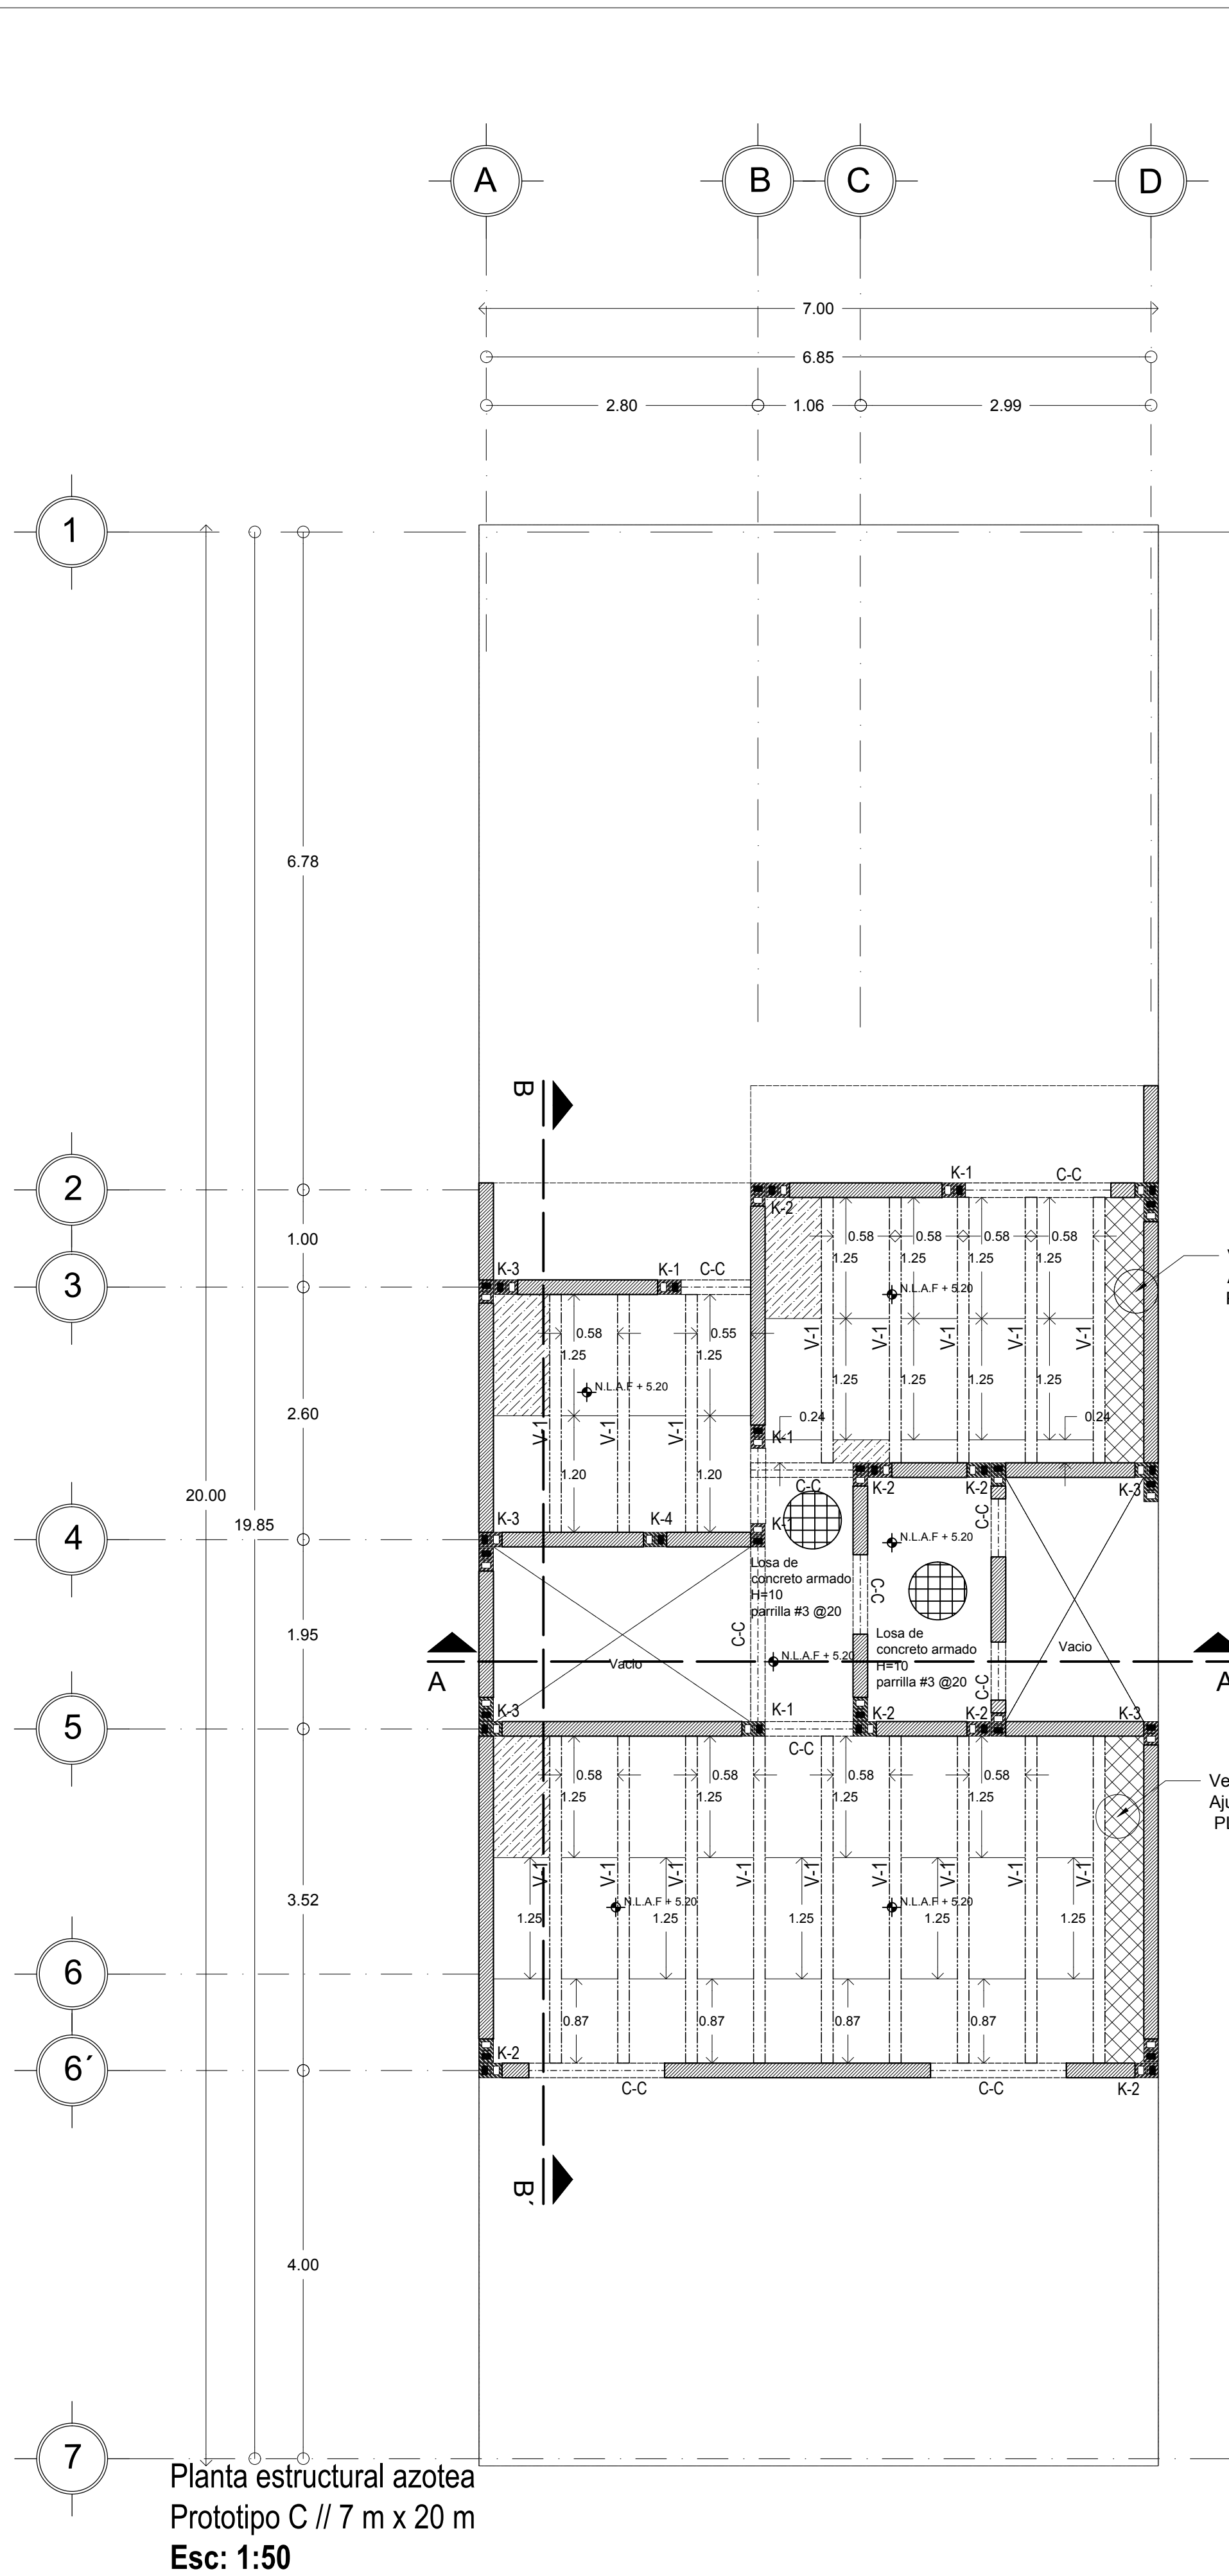 A
B
C
D
7.00
6.85
2.80
1.06
2.99
1
6.78
B
2
K-1
C-C
K-2
1.00
0.58
0.58
0.58
0.58
1.25
1.25
1.25
1.25
3
K-3
K-1
C-C
N.L.A.F + 5.20
0.58
0.55
V-1
V-1
V-1
V-1
V-1
1.25
1.25
1.25
1.25
1.25
1.25
N.L.A.F + 5.20
2.60
0.24
0.24
V-1
V-1
V-1
K-1
1.20
1.20
C-C
K-2
K-2
K-3
20.00
19.85
4
K-3
K-4
K-1
C-C
N.L.A.F + 5.20
Losa de
concreto armado
H=10
parrilla #3 @20
C-C
1.95
C-C
Losa de
concreto armado
H=10
parrilla #3 @20
Vacio
Vacio
N.L.A.F + 5.20
A
A
C-C
5
K-3
K-1
K-2
K-2
K-3
C-C
0.58
0.58
0.58
0.58
1.25
1.25
1.25
1.25
Ve
Aju
PL
V-1
V-1
V-1
V-1
V-1
V-1
V-1
V-1
V-1
3.52
N.L.A.F + 5.20
N.L.A.F + 5.20
1.25
1.25
1.25
1.25
1.25
6
0.87
0.87
0.87
0.87
6´
K-2
C-C
C-C
K-2
B´
4.00
7
Planta estructural azotea
Prototipo C // 7 m x 20 m
Esc: 1:50